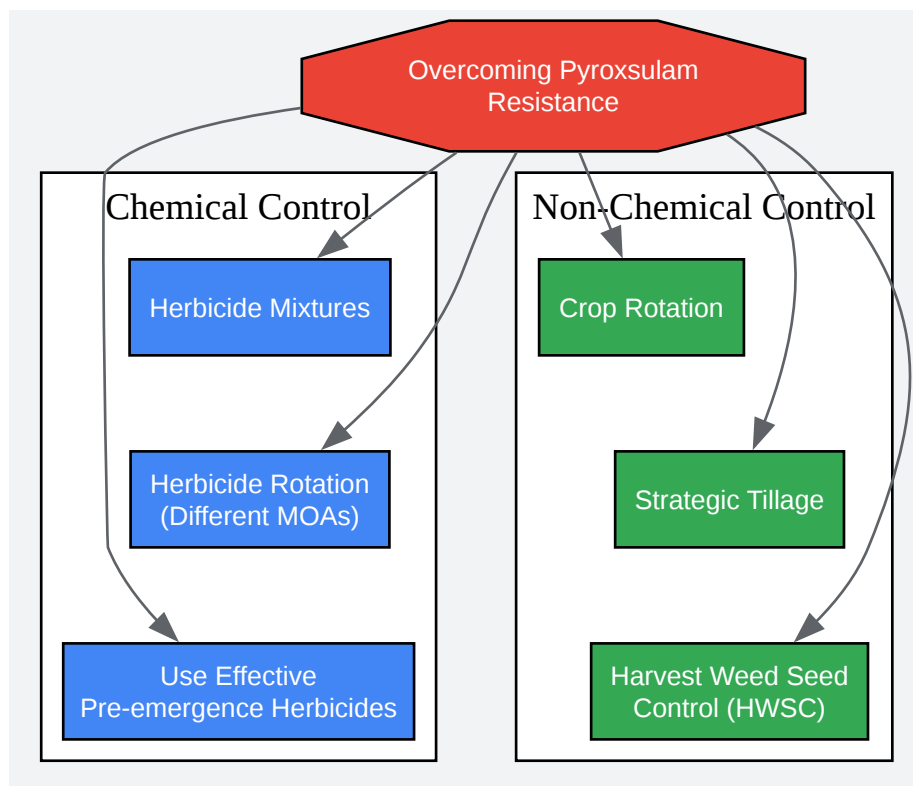 Overcoming Pyroxsulam
Resistance
Chemical Control
Herbicide Mixtures
Herbicide Rotation
(Different MOAs)
Use Effective
Pre-emergence Herbicides
Non-Chemical Control
Crop Rotation
Strategic Tillage
Harvest Weed Seed
Control (HWSC)